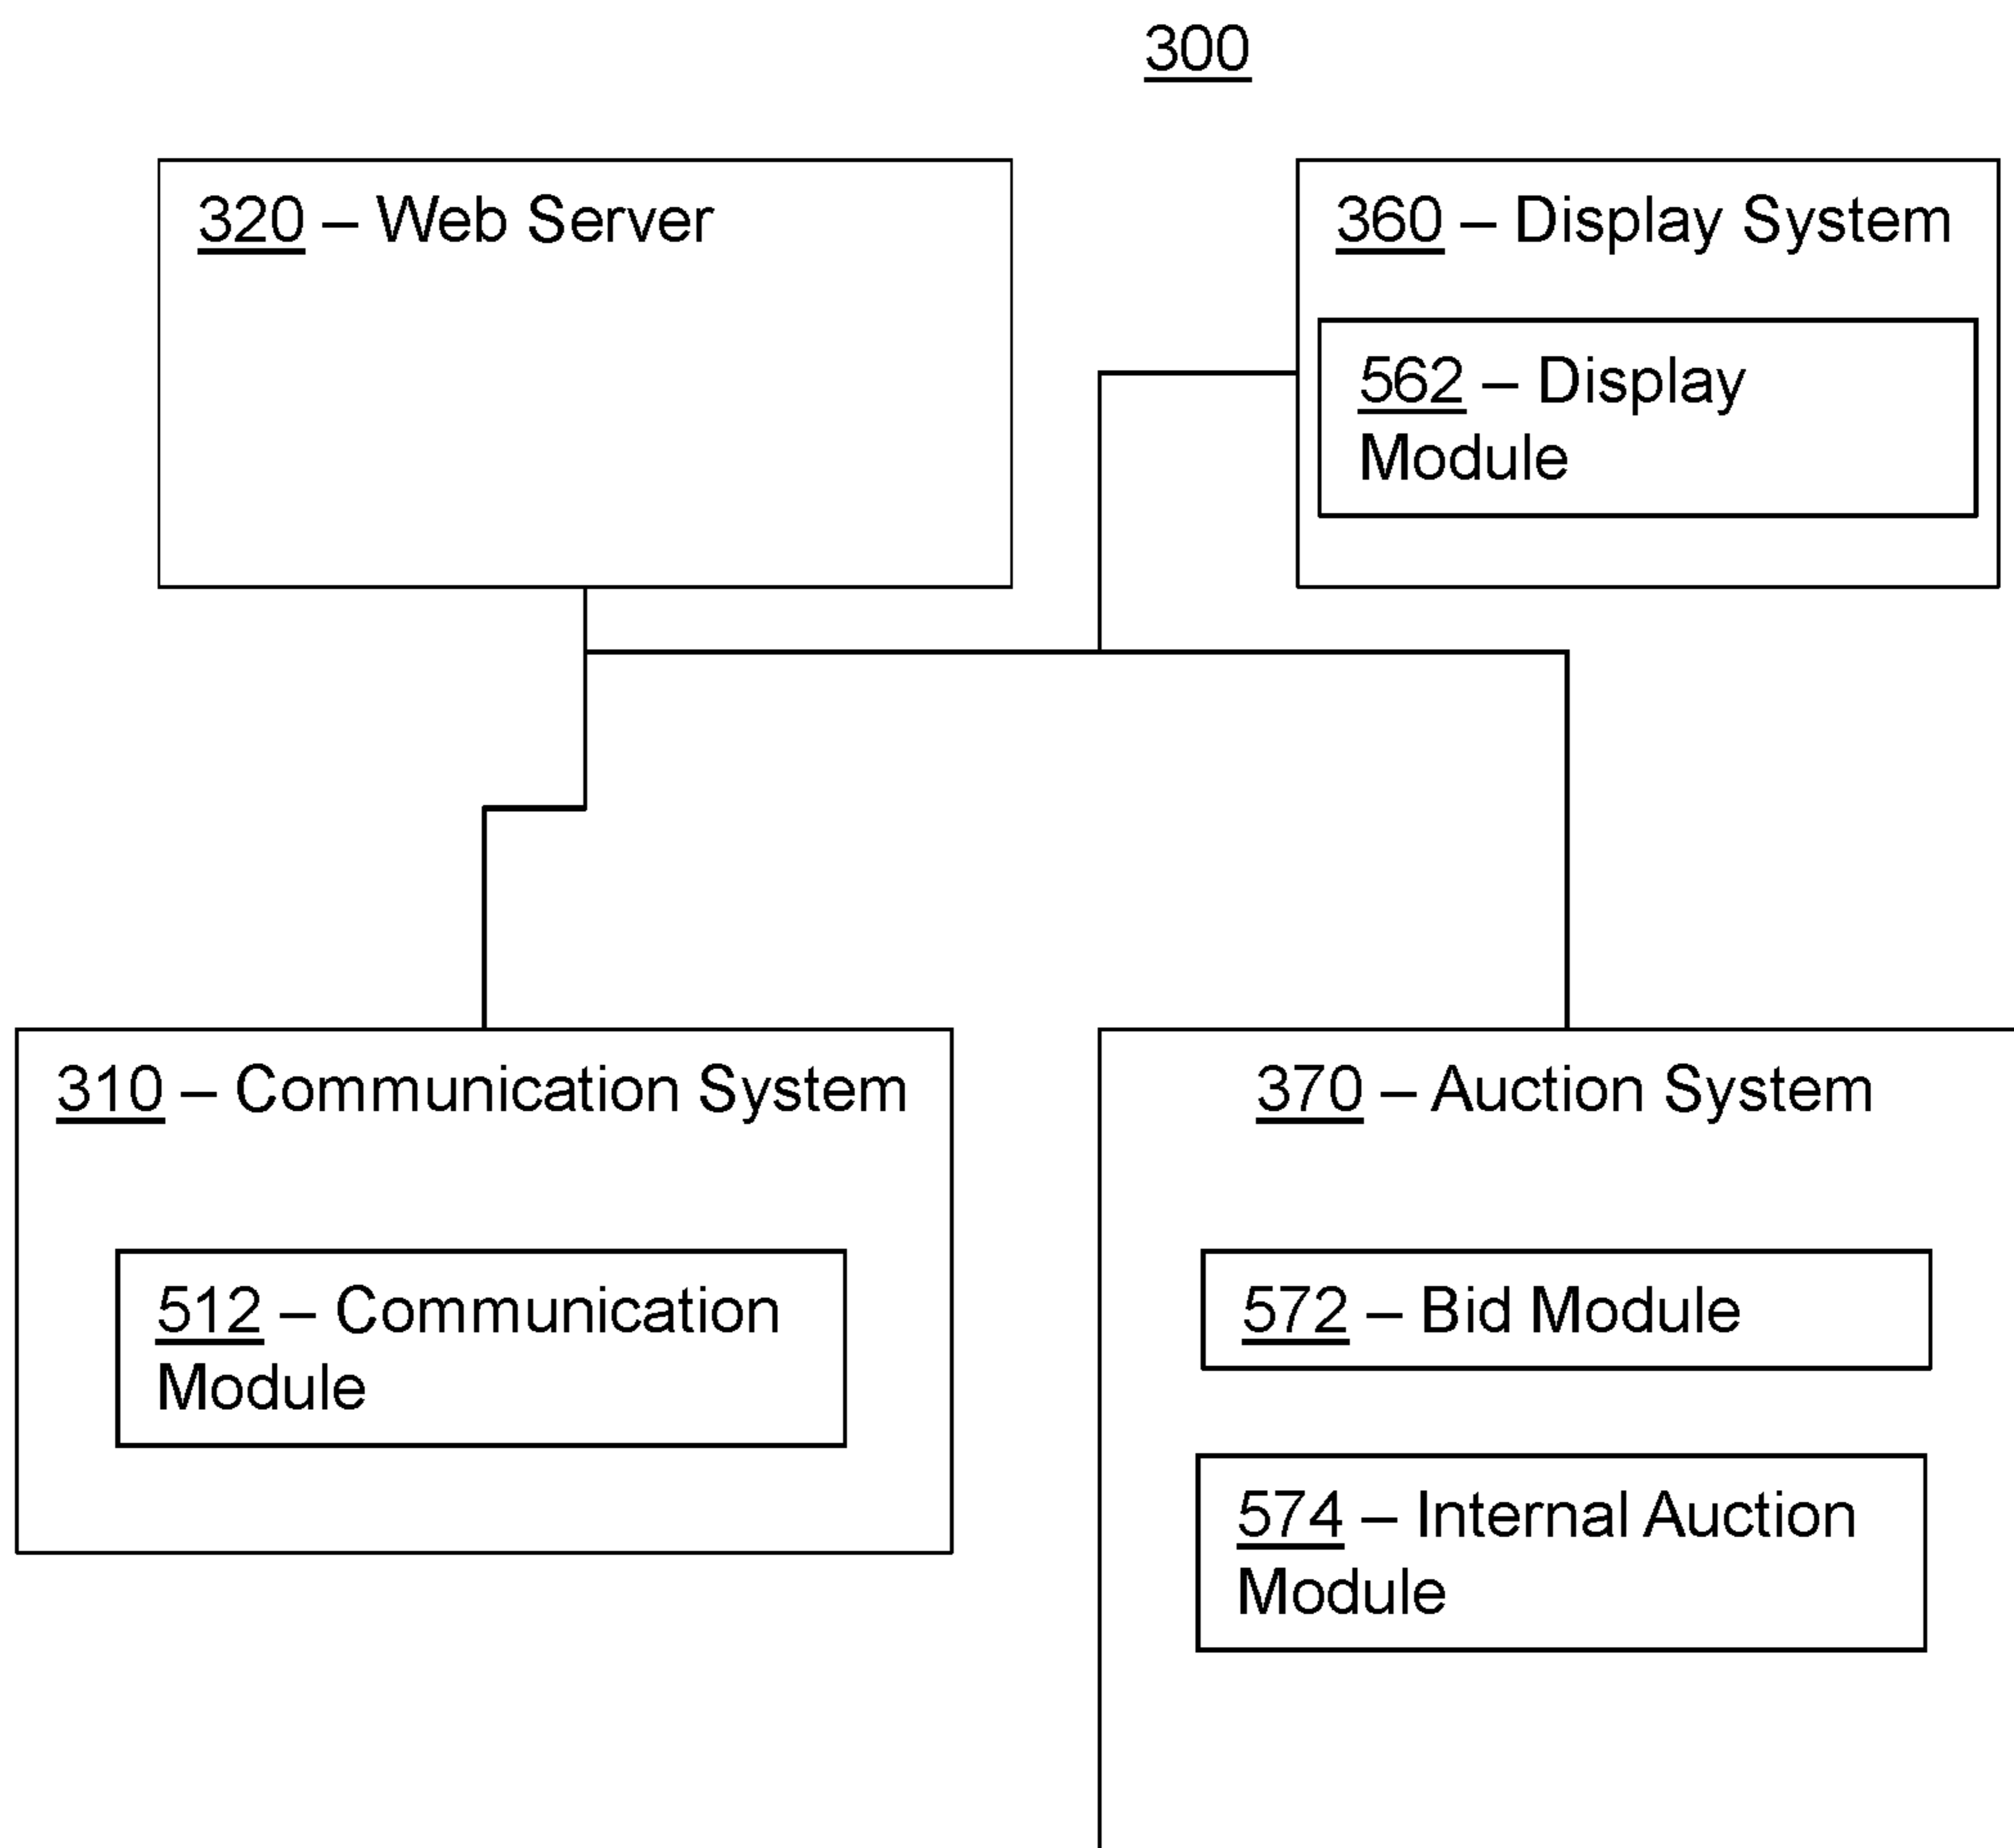 300
320 – Web Server
360 – Display System
562 – Display
Module
310 – Communication System
512 – Communication
Module
370 – Auction System
572 – Bid Module
574 – Internal Auction
Module